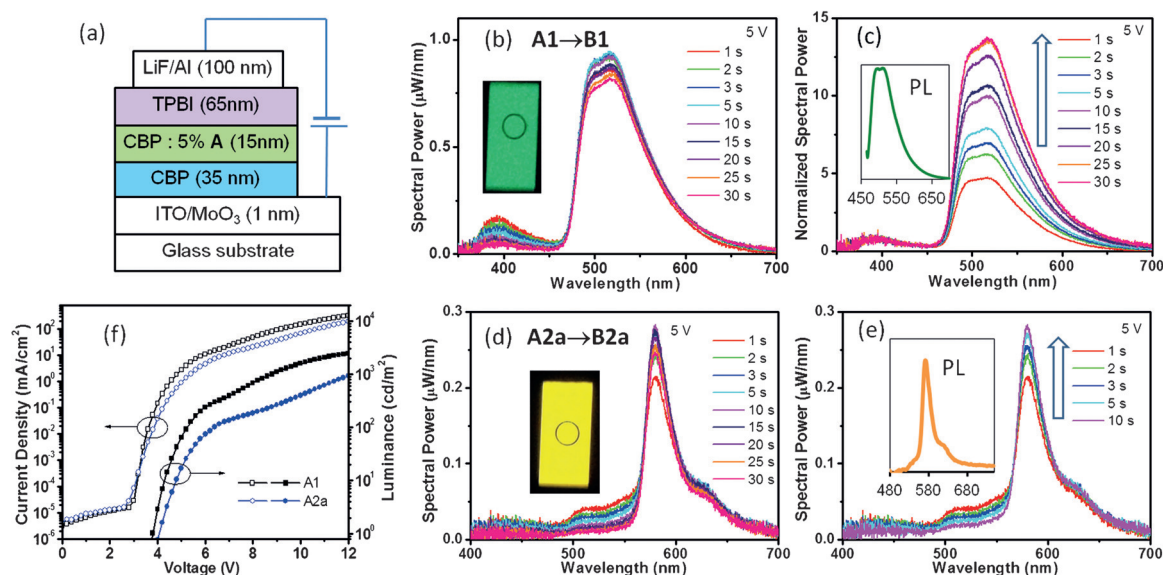 (a)
LiF/Al (100 nm)
TPBI (65nm)
CBP : 5% A (15nm)
CBP (35 nm)
ITO/MoO3 (1 nm)
Glass substrate
(b) A1→B1
5 V
Spectral Power (µW/nm)
1.0
0.5
0.0
1 s
2 s
3 s
5 s
10 s
15 s
20 s
25 s
30 s
400 500 600 700
Wavelength (nm)
(c)
5 V
Normalized Spectral Power
15
10
5
0
PL
450 550 650
1 s
2 s
3 s
5 s
10 s
15 s
20 s
25 s
30 s
400 500 600 700
Wavelength (nm)
(f)
Current Density (mA/cm2)
10^2
10^1
10^0
10^-1
10^-2
10^-3
10^-4
10^-5
10^-6
Luminance (cd/m2)
10^4
10^3
10^2
10^1
10^0
A1
A2a
0 2 4 6 8 10 12
Voltage (V)
(d)
A2a→B2a
5 V
Spectral Power (µW/nm)
0.3
0.2
0.1
0.0
1 s
2 s
3 s
5 s
10 s
15 s
20 s
25 s
30 s
400 500 600 700
Wavelength (nm)
(e)
5 V
Spectral Power (µW/nm)
0.3
0.2
0.1
0.0
PL
480 580 680
1 s
2 s
3 s
5 s
10 s
400 500 600 700
Wavelength (nm)